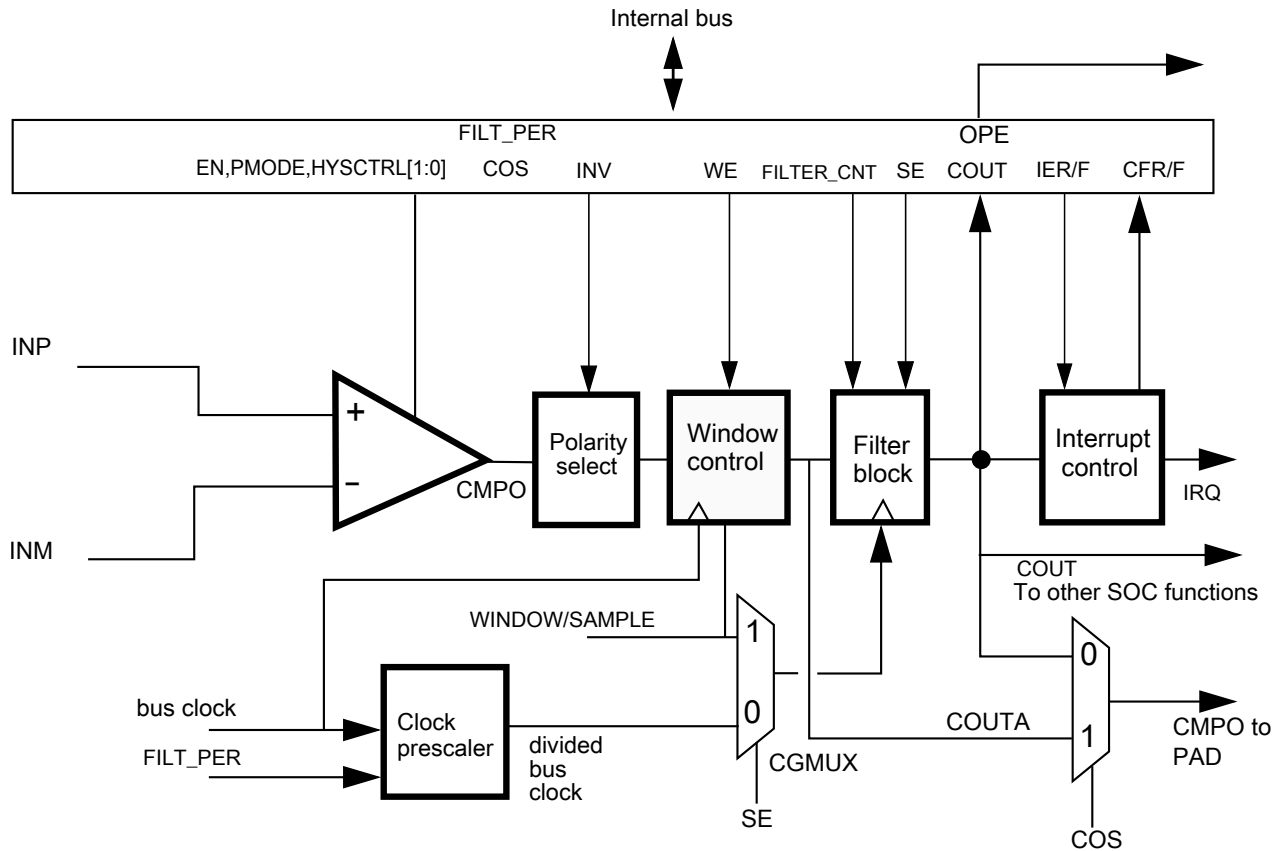 Internal bus
FILT_PER
OPE
EN,PMODE,HYSCTRL[1:0]
COS
INV
WE
FILTER_CNT
SE
COUT
IER/F
CFR/F
INP
+
−
INM
CMPO
Polarity
select
Window
control
Filter
block
Interrupt
control
IRQ
COUT
To other SOC functions
WINDOW/SAMPLE
1
0
bus clock
FILT_PER
Clock
prescaler
divided
bus
clock
CGMUX
SE
COUTA
0
1
CMPO to
PAD
COS